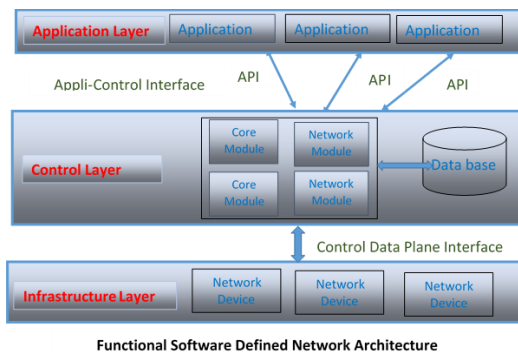 Application Layer
Application
Application
Application
Appli-Control Interface
API
API
API
Control Layer
Core
Module
Network
Module
Core
Module
Network
Module
Data base
Control Data Plane Interface
Infrastructure Layer
Network
Device
Network
Device
Network
Device
Functional Software Defined Network Architecture